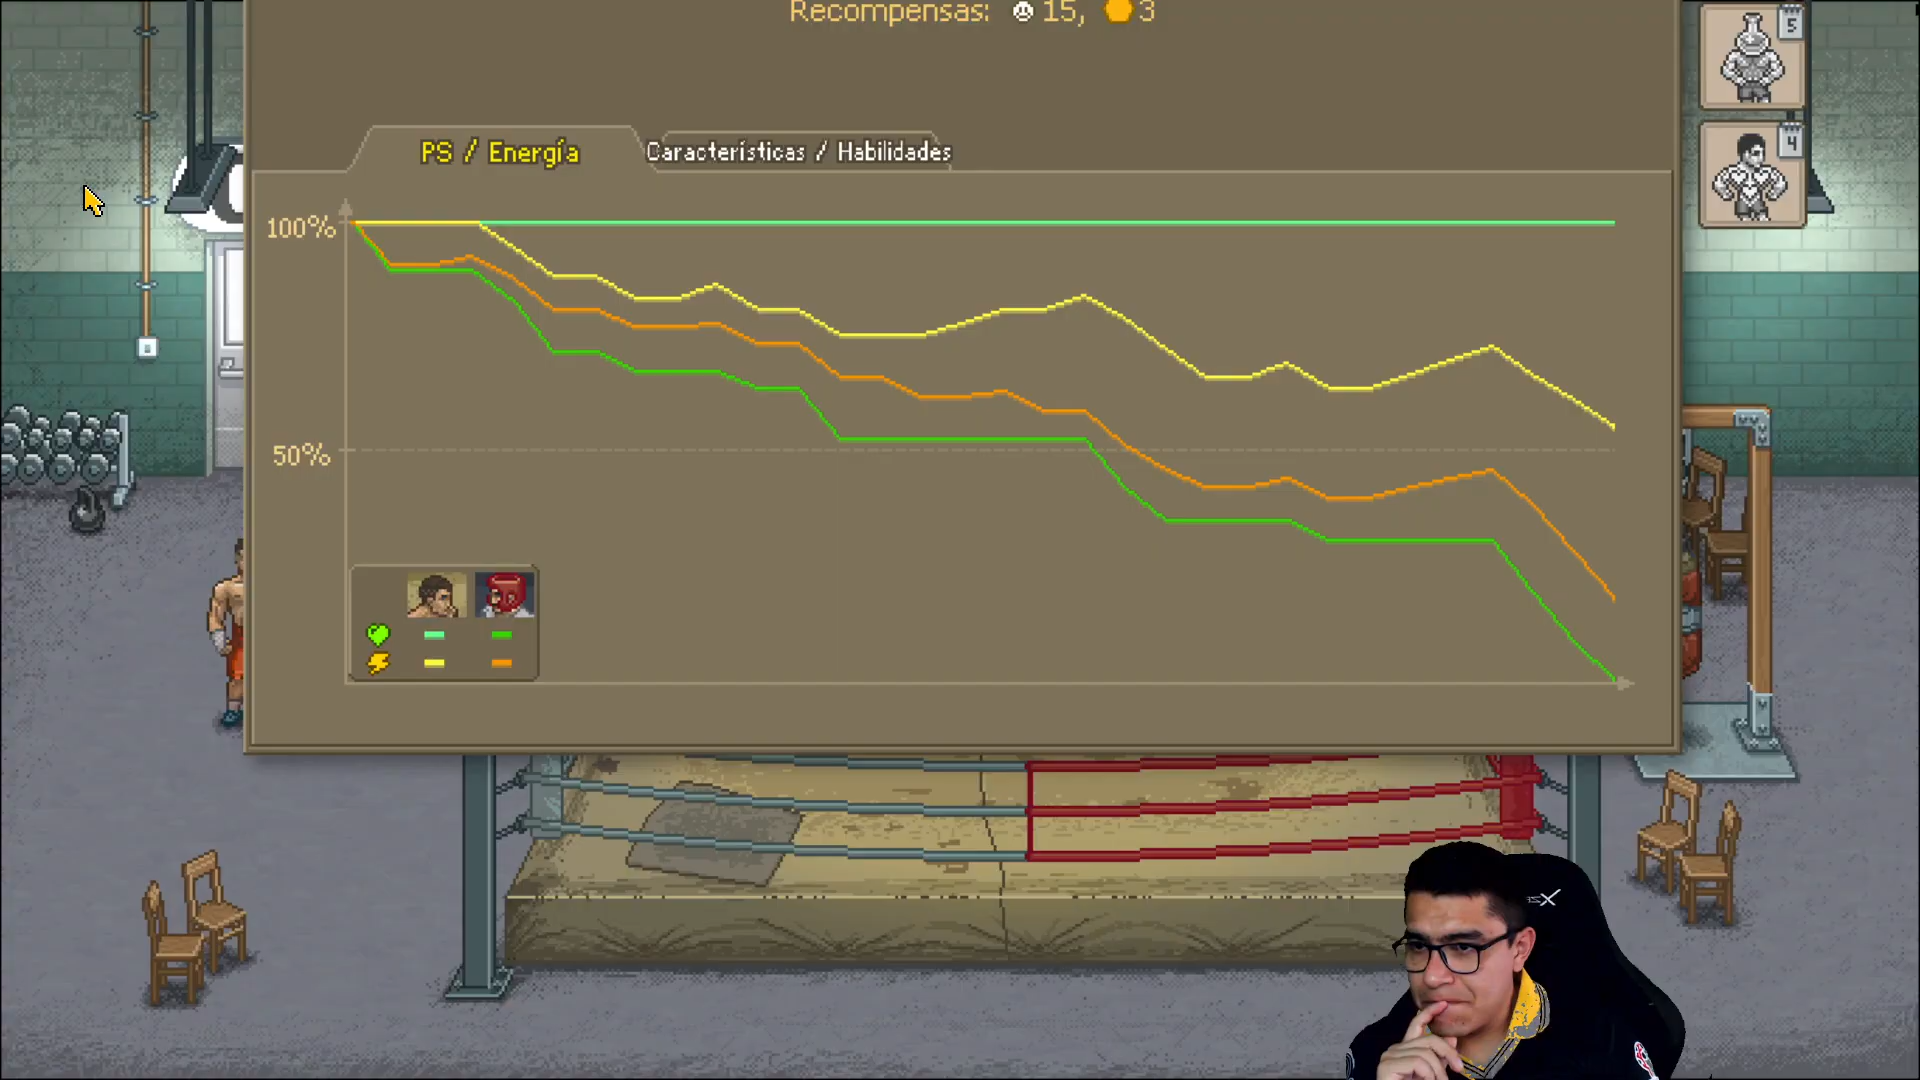 Recompensas: 15, 3
5
PS / Energía
Características / Habilidades
4
100%
50%